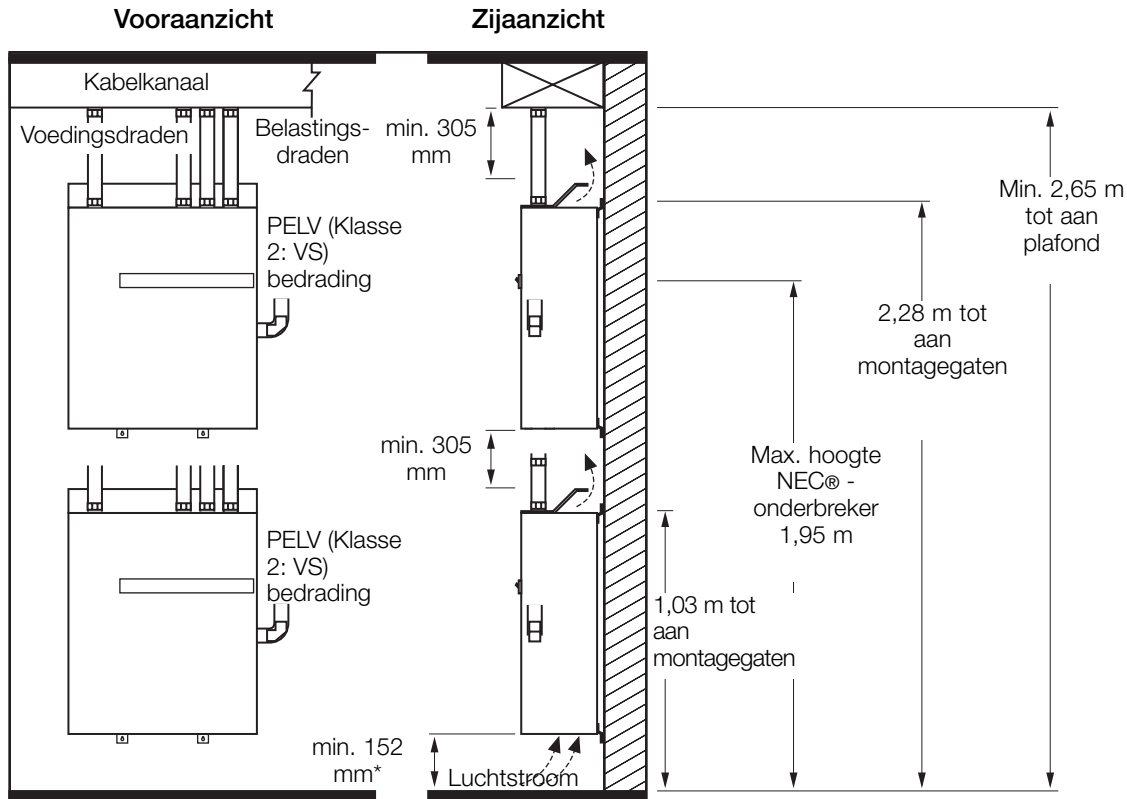 Vooraanzicht
Zijaanzicht
Kabelkanaal
Voedingsdraden
Belastings-
draden
min. 305
mm
PELV (Klasse
2: VS)
bedrading
min. 305
mm
PELV (Klasse
2: VS)
bedrading
min. 152
mm*
Luchtstroom
Min. 2,65 m
tot aan
plafond
2,28 m tot
aan
montagegaten
Max. hoogte
NEC® -
onderbreker
1,95 m
1,03 m tot
aan
montagegaten